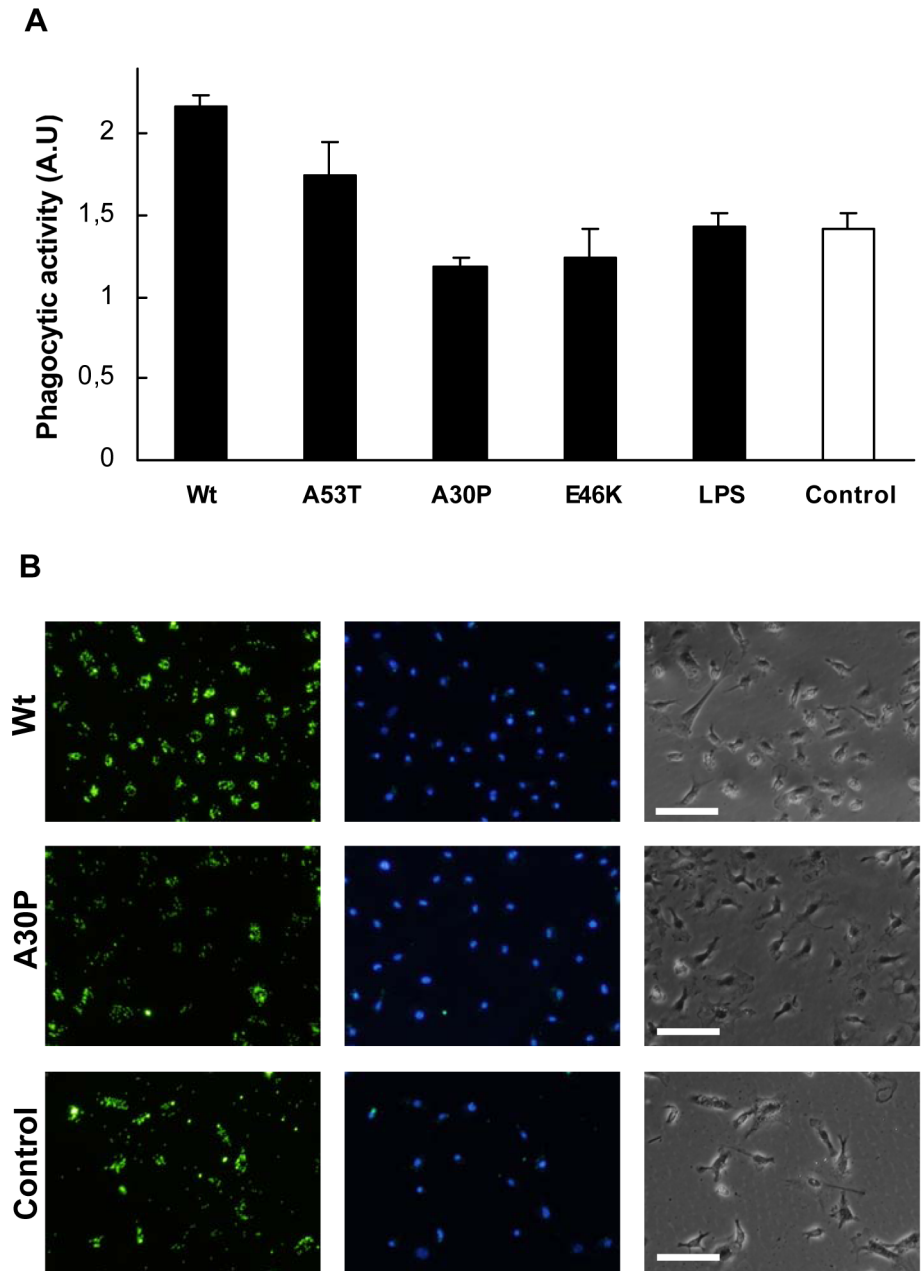 A
Phagocytic activity (A.U)
2
1,5
1
0,5
0
Wt A53T A30P E46K LPS Control
B
Wt
A30P
Control